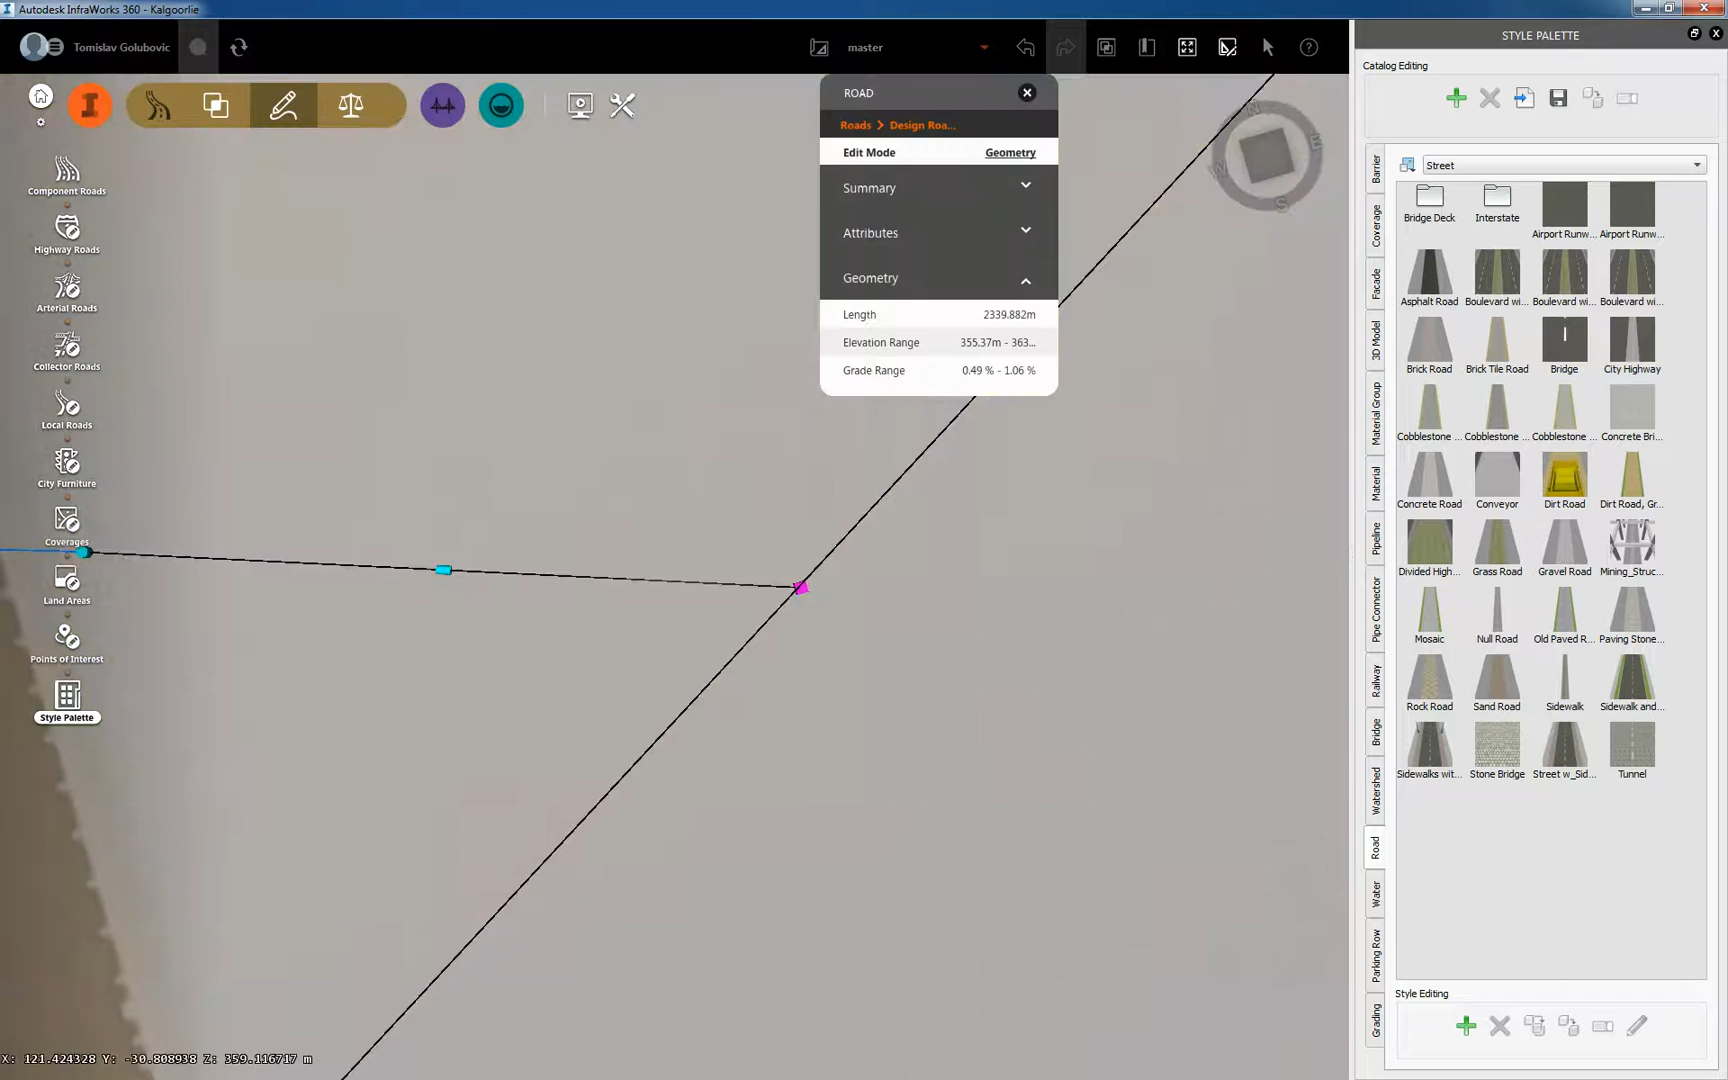 Autodesk InfraWorks 360 - Kalgoorlie
Tomislav Golubovic
master
Component Roads
Highway Roads
Arterial Roads
Collector Roads
Local Roads
City Furniture
Coverages
Land Areas
Points of Interest
Style Palette
X: 121.424328 Y: -30.808938 Z: 359.116717 m
ROAD
Roads > Design Roa...
Edit Mode Geometry
Summary
Attributes
Geometry
Length 2339.882m
Elevation Range 355.37m - 363...
Grade Range 0.49 % - 1.06 %
N
E
S
W
STYLE PALETTE
Catalog Editing
Barrier
Coverage
Facade
3D Model
Material Group
Material
Pipeline
Pipe Connector
Railway
Bridge
Watershed
Road
Water
Parking Row
Grading
Street
Bridge Deck Interstate Airport Runw... Airport Runw...
Asphalt Road Boulevard wi... Boulevard wi... Boulevard wi...
Brick Road Brick Tile Road Bridge City Highway
Cobblestone ... Cobblestone ... Cobblestone ... Concrete Bri...
Concrete Road Conveyor Dirt Road Dirt Road, Gr...
Divided High... Grass Road Gravel Road Mining_Struc...
Mosaic Null Road Old Paved R... Paving Stone...
Rock Road Sand Road Sidewalk Sidewalk and...
Sidewalks wit... Stone Bridge Street w_Sid... Tunnel
Style Editing